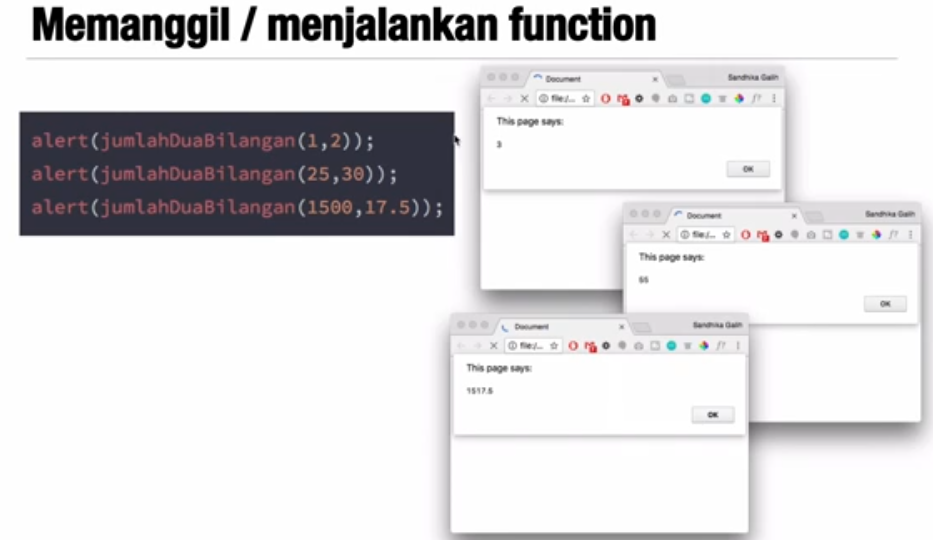 Memanggil / menjalankan function
alert(jumlahDuaBilangan(1,2));
alert(jumlahDuaBilangan(25,30));
alert(jumlahDuaBilangan(1500,17.5));
Document
Sandhika Galih
file:/...
f?
This page says:
3
OK
Document
Sandhika Galih
file:/...
f?
This page says:
55
OK
Document
Sandhika Galih
file:/...
f?
This page says:
1517.5
OK